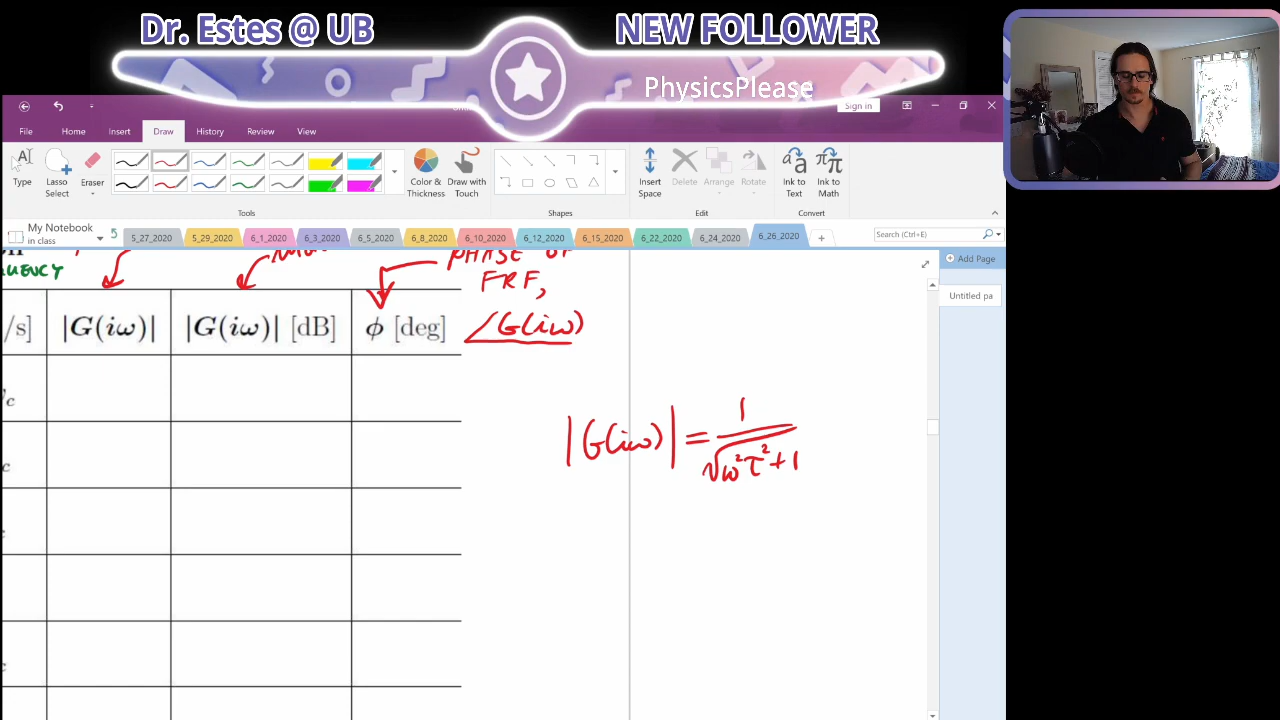 Dr. Estes @ UB
NEW FOLLOWER
PhysicsPlease
Sign in
File Home Insert Draw History Review View
Type
Lasso Select
Eraser
Color & Thickness
Draw with Touch
Insert Space
Delete
Arrange
Rotate
Ink to Text
Ink to Math
Tools
Shapes
Edit
Convert
My Notebook
in class
5_27_2020 5_29_2020 6_1_2020 6_3_2020 6_5_2020 6_8_2020 6_10_2020 6_12_2020 6_15_2020 6_22_2020 6_24_2020 6_26_2020
Search (Ctrl+E)
Add Page
Untitled pa
PHASE OF
FRF,
∠G(iω)
/s] |G(iω)| |G(iω)| [dB] ϕ [deg]
|G(iω)| = 1/√(ω²τ²+1)